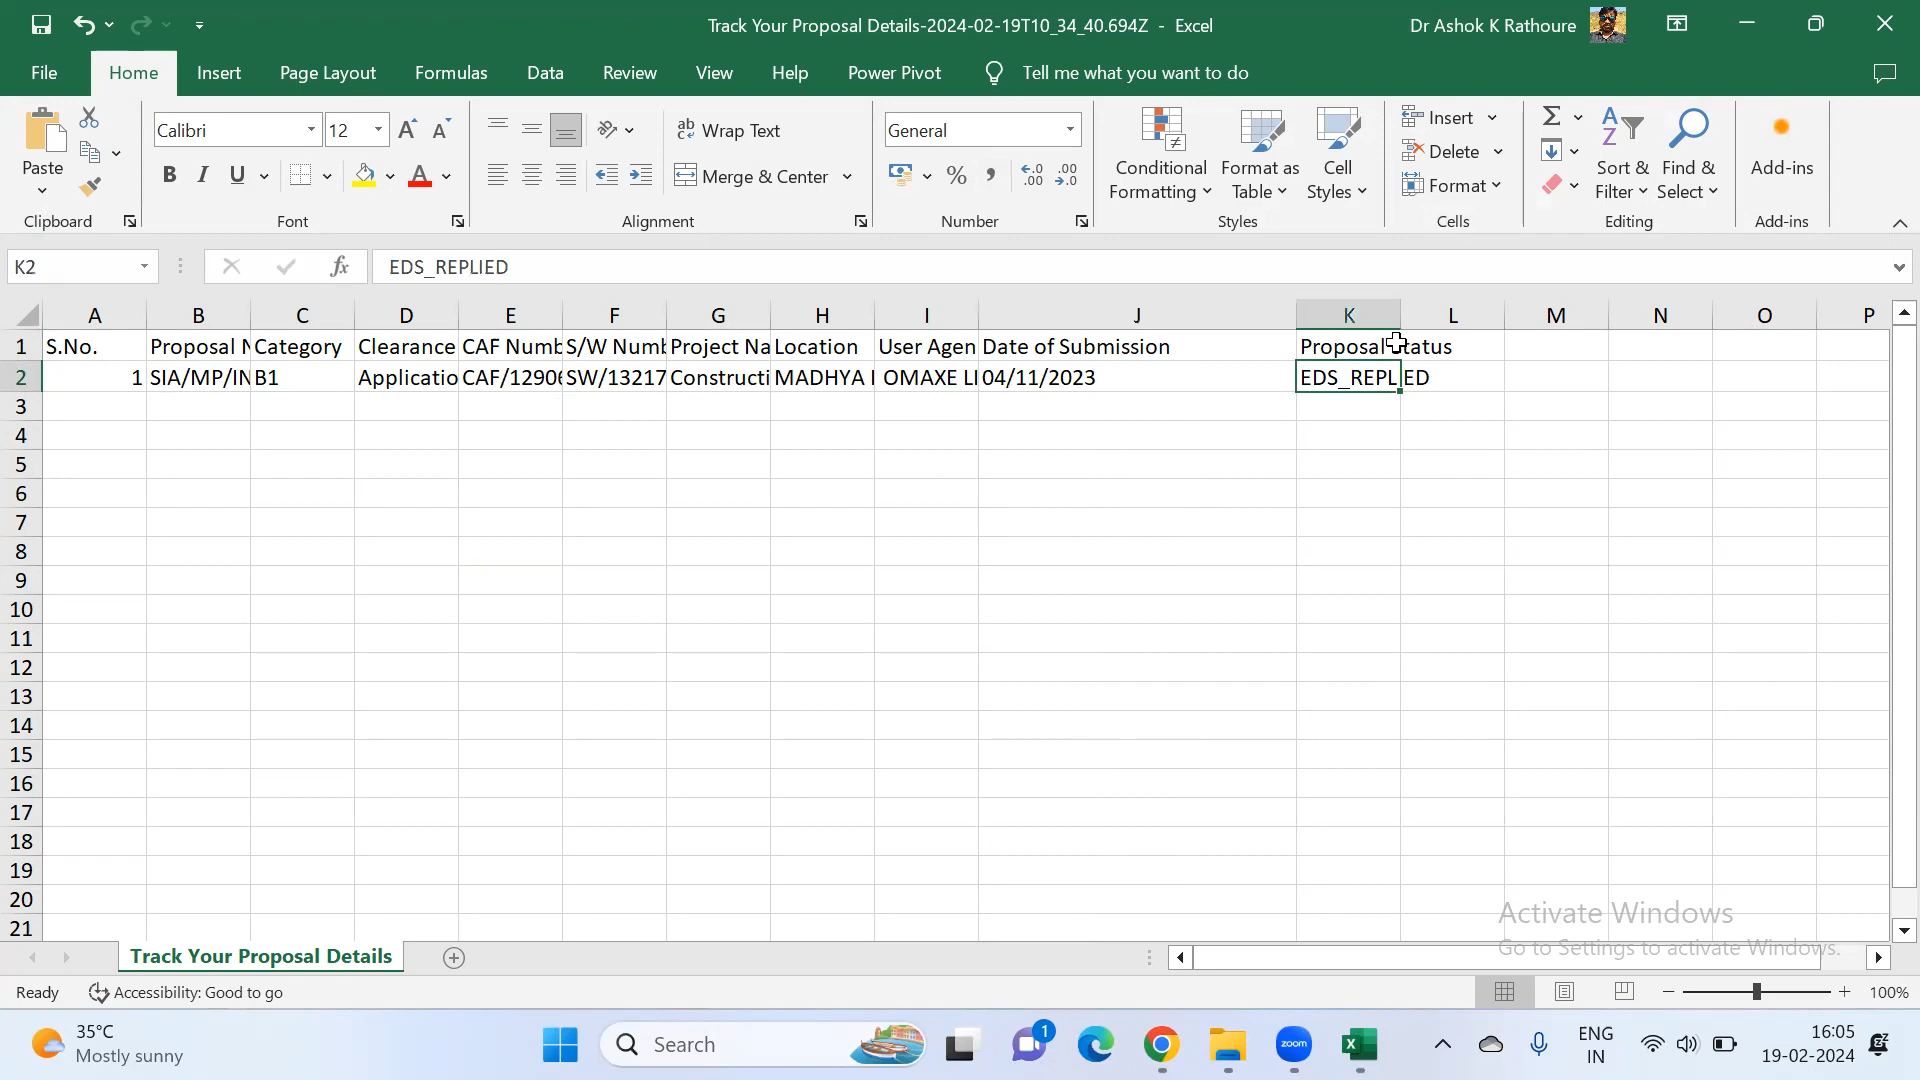 Track Your Proposal Details-2024-02-19T10_34_40.694Z - Excel
Dr Ashok K Rathoure
File Home Insert Page Layout Formulas Data Review View Help Power Pivot Tell me what you want to do
Paste
Clipboard
Calibri 12
B I U A
Font
ab Wrap Text
Merge & Center
Alignment
General
% ,
Number
Conditional Formatting
Format as Table
Cell Styles
Styles
Insert
Delete
Format
Cells
Sort & Filter
Find & Select
Editing
Add-ins
Add-ins
K2 fx EDS_REPLIED
A B C D E F G H I J K L M N O P
1 S.No. Proposal N Category Clearance CAF Numb S/W Numb Project Na Location User Agen Date of Submission Proposal Status
2 1 SIA/MP/IN B1 Applicatio CAF/12906 SW/13217 Constructi MADHYA OMAXE LI 04/11/2023 EDS_REPLIED
3
4
5
6
7
8
9
10
11
12
13
14
15
16
17
18
19
20
21
Activate Windows
Go to Settings to activate Windows.
Track Your Proposal Details
Ready Accessibility: Good to go 100%
35°C
Mostly sunny
Search
1
zoom
ENG
IN
16:05
19-02-2024